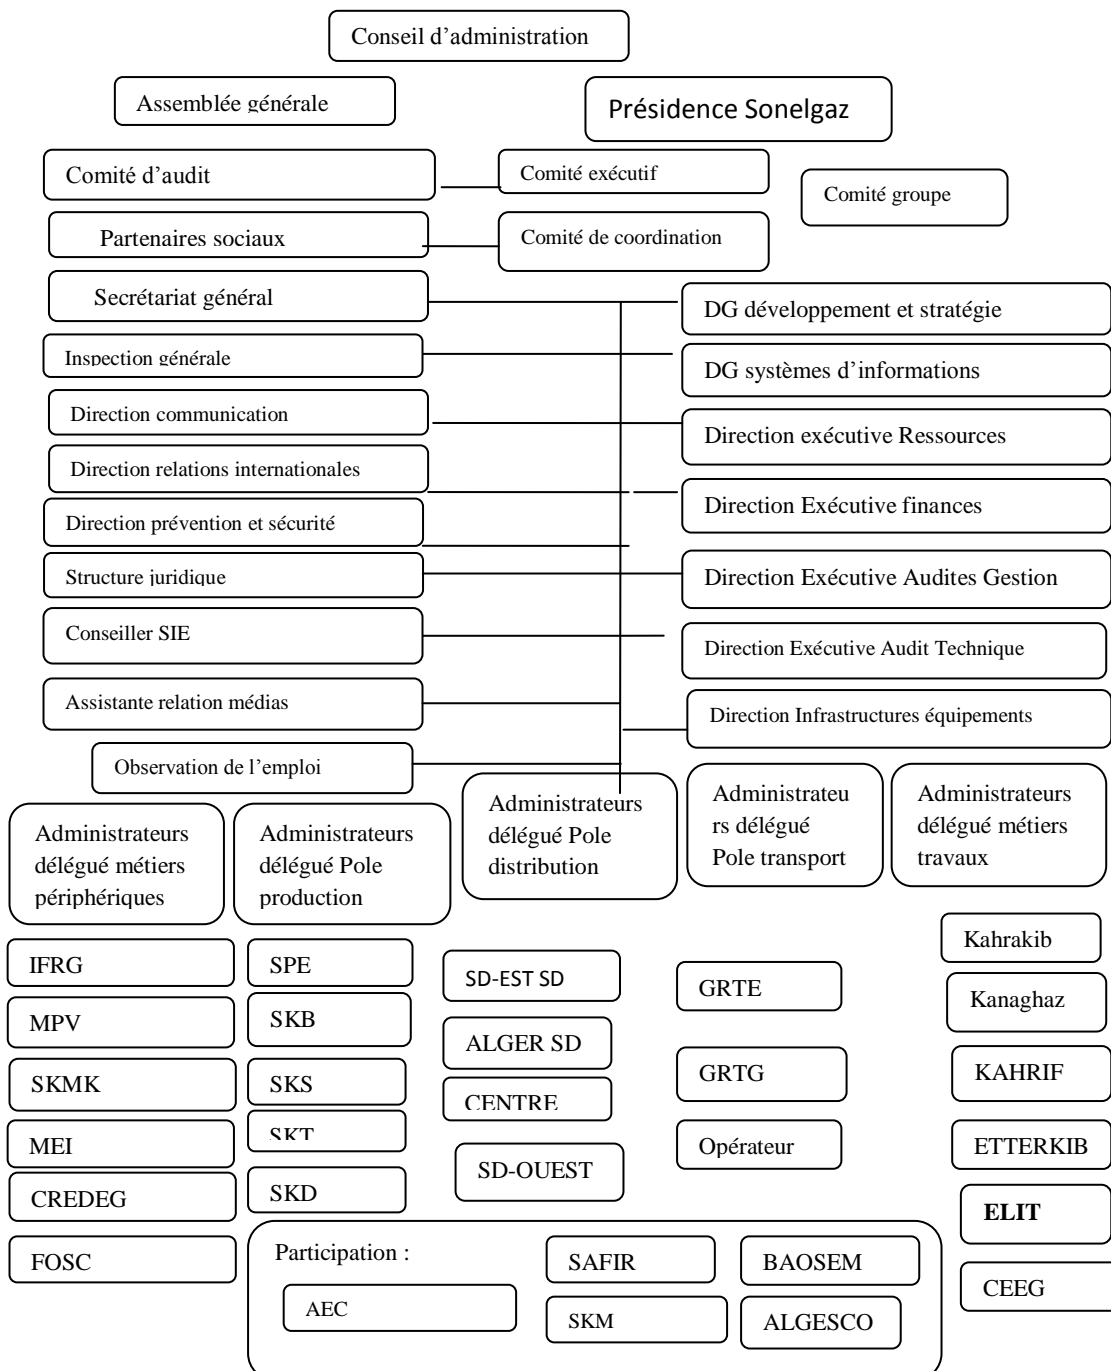 Conseil d’administration
Assemblée générale
Présidence Sonelgaz
Comité d’audit
Comité exécutif
Comité groupe
Partenaires sociaux
Comité de coordination
Secrétariat général
DG développement et stratégie
Inspection générale
DG systèmes d’informations
Direction communication
Direction exécutive Ressources
Direction relations internationales
Direction Exécutive finances
Direction prévention et sécurité
Structure juridique
Direction Exécutive Audites Gestion
Conseiller SIE
Direction Exécutive Audit Technique
Assistante relation médias
Direction Infrastructures équipements
Observation de l’emploi
Administrateurs
délégué métiers
périphériques
Administrateurs
délégué Pole
production
Administrateurs
délégué Pole
distribution
Administrateu
rs délégué
Pole transport
Administrateurs
délégué métiers
travaux
IFRG
MPV
SKMK
MEI
CREDEG
FOSC
SPE
SKB
SKS
SKT
SKD
SD-EST SD
ALGER SD
CENTRE
SD-OUEST
GRTE
GRTG
Opérateur
Kahrakib
Kanaghaz
KAHRIF
ETTERKIB
ELIT
CEEG
Participation :
AEC
SAFIR
SKM
BAOSEM
ALGESCO